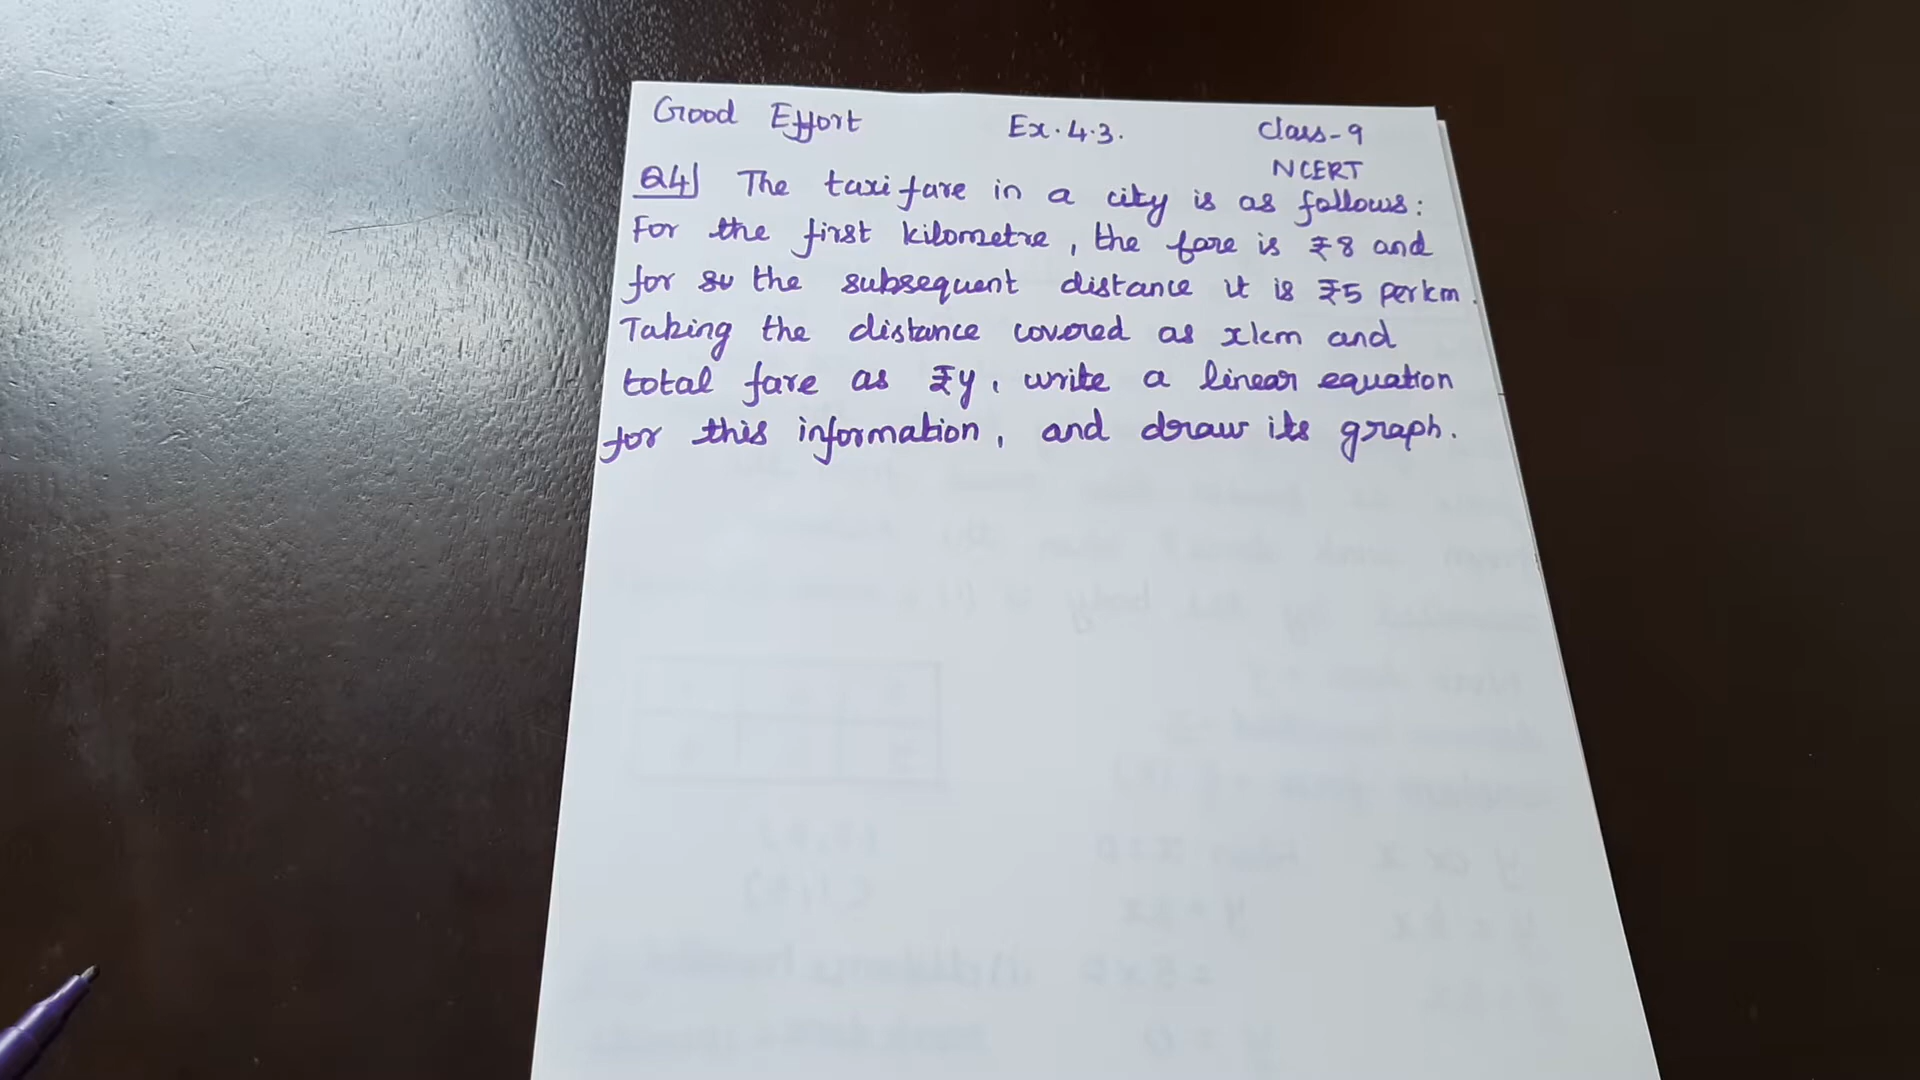 Good Effort Ex.4.3. Class-9
NCERT
Q4) The taxi fare in a city is as follows:
For the first kilometre, the fare is ₹8 and
for su the subsequent distance it is ₹5 per km.
Taking the distance covered as x km and
total fare as ₹y, write a linear equation
for this information, and draw its graph.